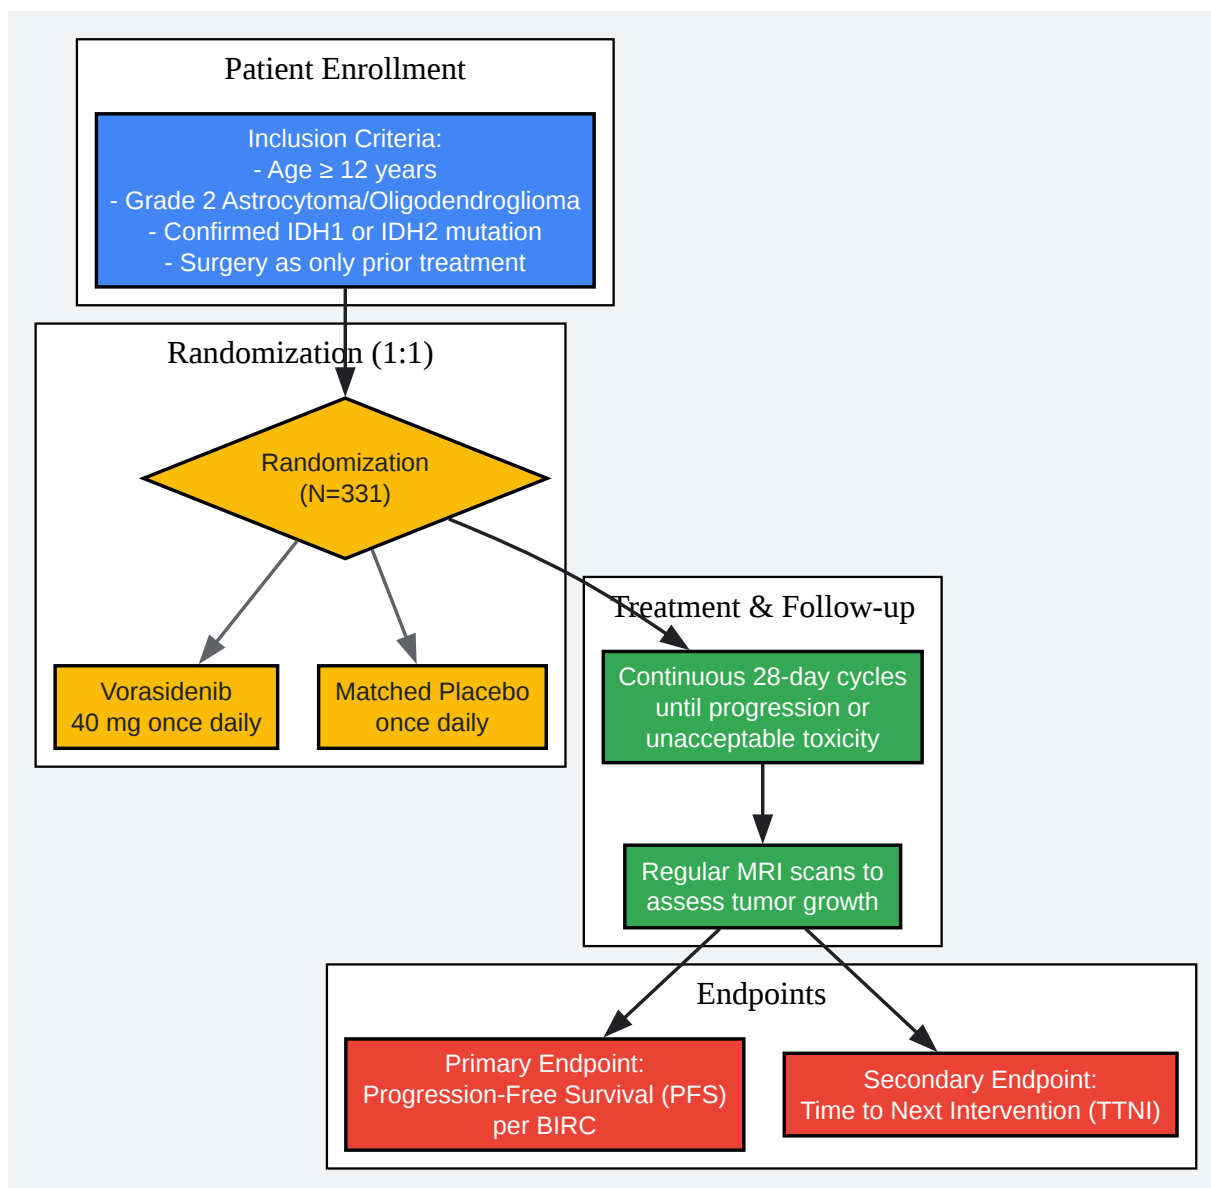 Patient Enrollment
Inclusion Criteria:
- Age ≥ 12 years
- Grade 2 Astrocytoma/Oligodendroglioma
- Confirmed IDH1 or IDH2 mutation
- Surgery as only prior treatment
Randomization (1:1)
Randomization
(N=331)
Vorasidenib
40 mg once daily
Matched Placebo
once daily
Treatment & Follow-up
Continuous 28-day cycles
until progression or
unacceptable toxicity
Regular MRI scans to
assess tumor growth
Endpoints
Primary Endpoint:
Progression-Free Survival (PFS)
per BIRC
Secondary Endpoint:
Time to Next Intervention (TTNI)